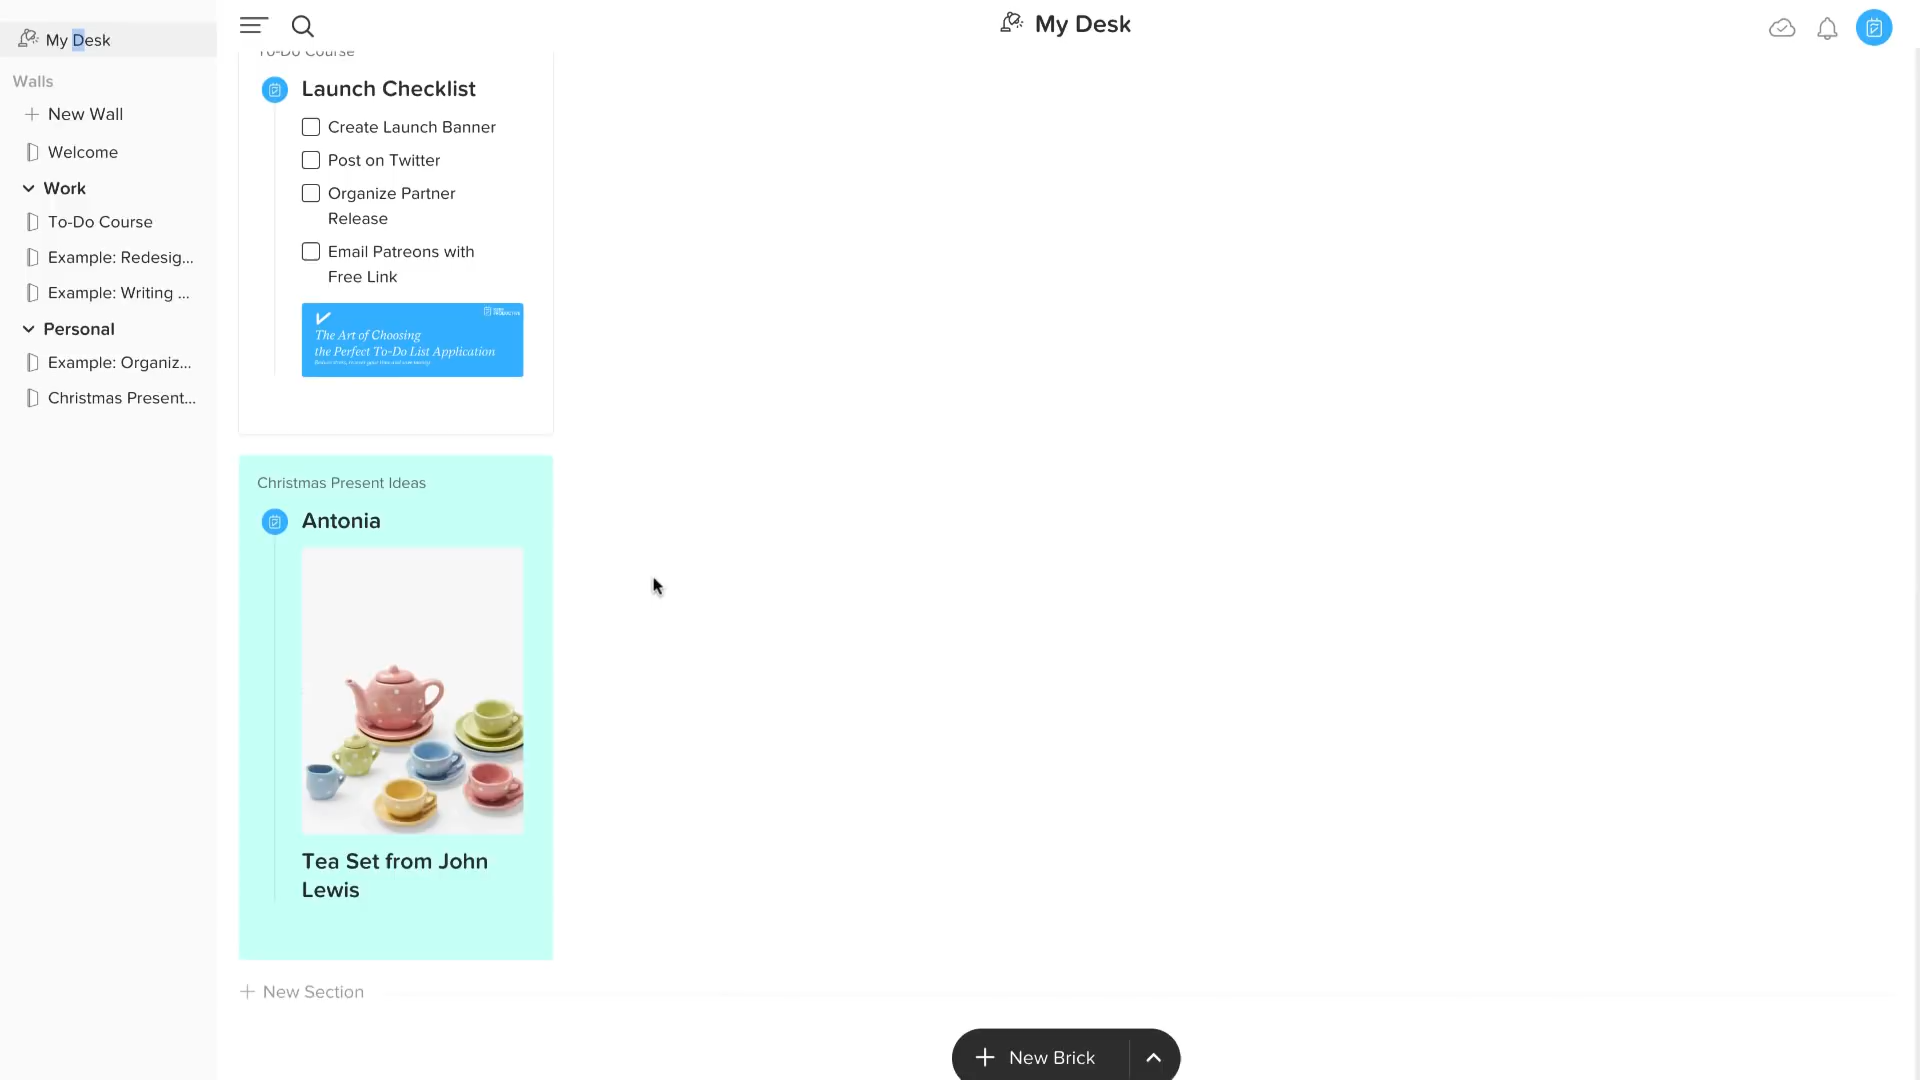 My Desk
Walls
New Wall
Welcome
Work
To-Do Course
Example: Redesig...
Example: Writing ...
Personal
Example: Organiz...
Christmas Present...
My Desk
To-Do Course
Launch Checklist
Create Launch Banner
Post on Twitter
Organize Partner
Release
Email Patreons with
Free Link
The Art of Choosing
the Perfect To-Do List Application
Christmas Present Ideas
Antonia
Tea Set from John
Lewis
New Section
New Brick